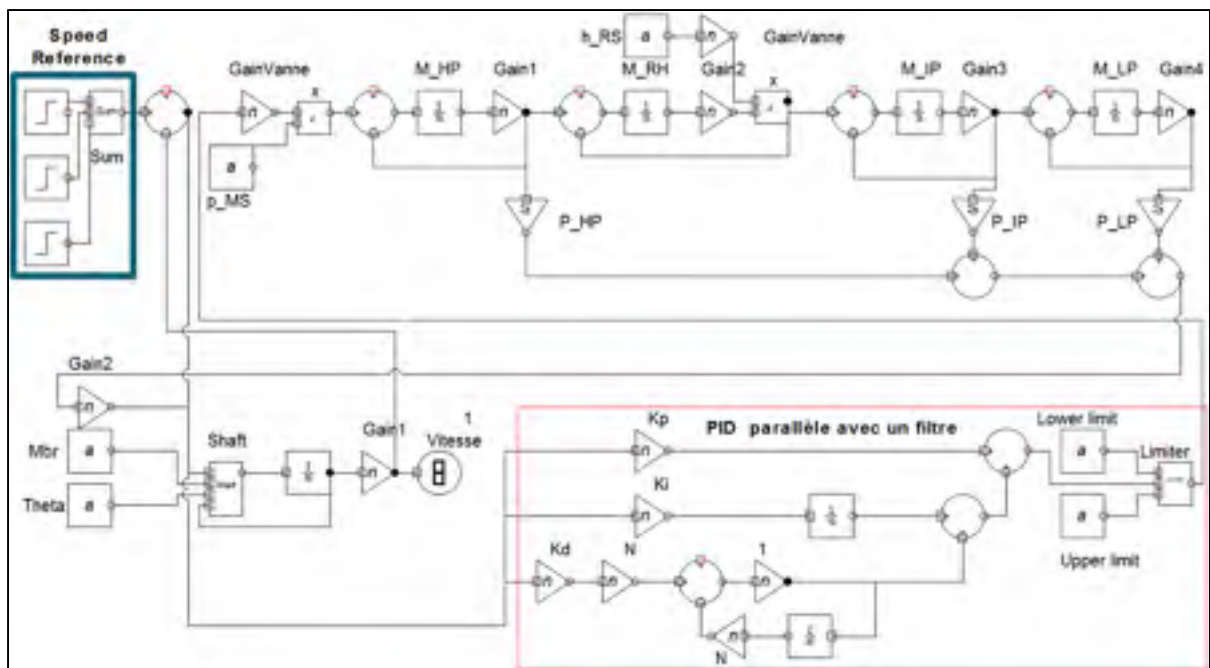 Speed
Reference
Sum
GainVanne
x
a
p_MS
n
M_HP
Gain1
n
h_RS
a
n
GainVanne
M_RH
Gain2
n
x
M_IP
Gain3
n
M_LP
Gain4
n
P_HP
P_IP
P_LP
Gain2
n
Mbr
a
Theta
a
Shaft
Gain1
n
1
Vitesse
PID parallèle avec un filtre
Kp
n
Ki
n
Kd
n
N
n
1
n
n
N
Lower limit
a
Limiter
a
Upper limit